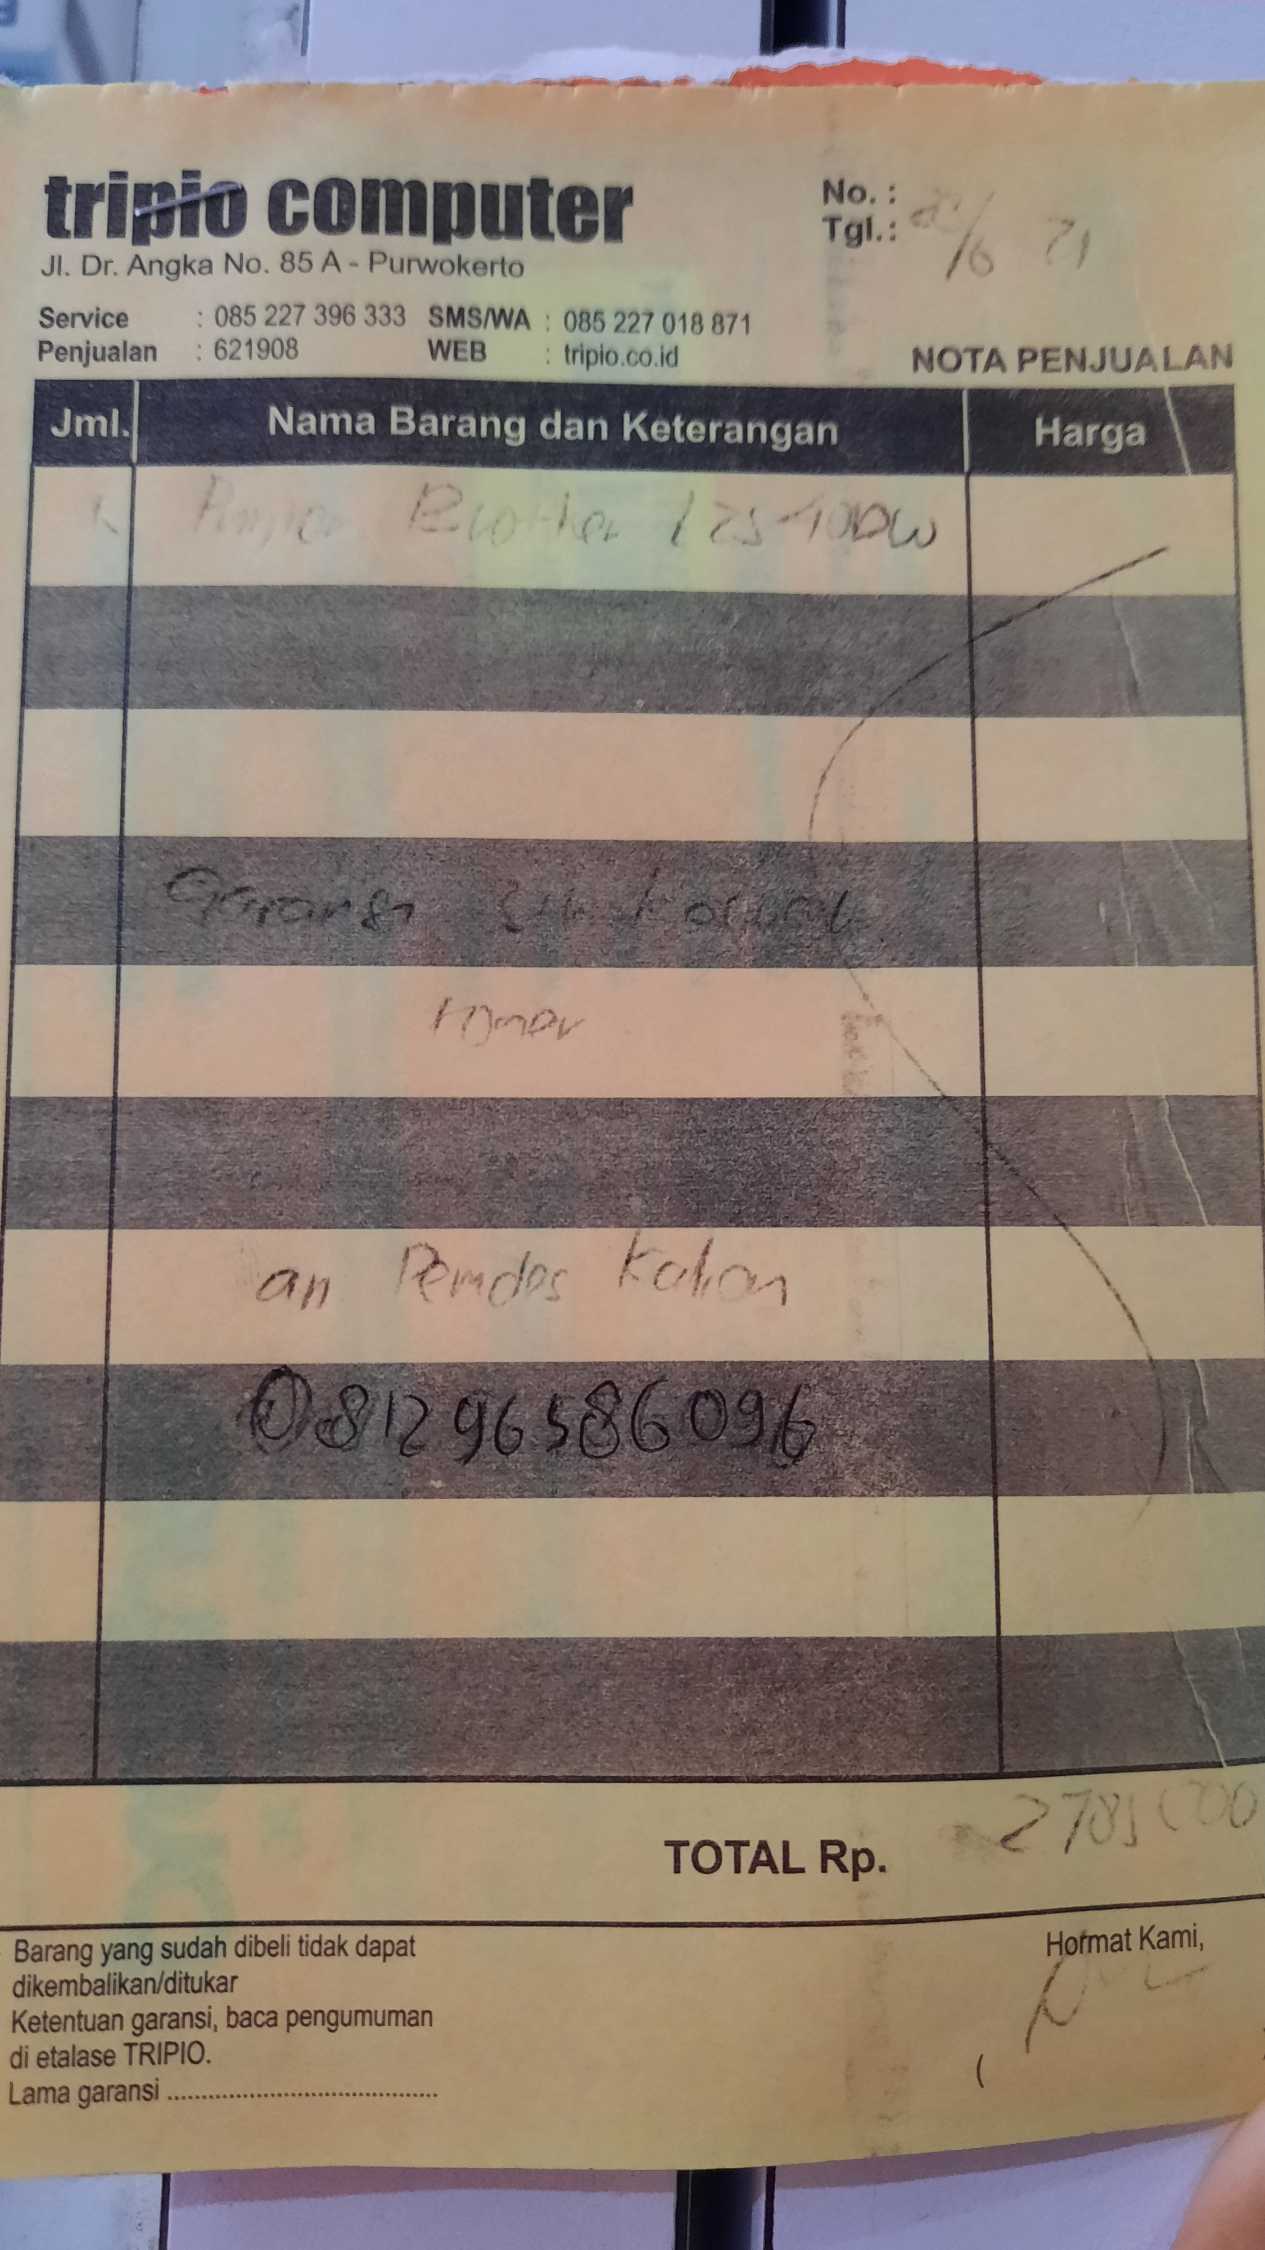 tripio computer
Jl. Dr. Angka No. 85 A - Purwokerto
Service : 085 227 396 333 SMS/WA : 085 227 018 871
Penjualan : 621908 WEB : tripio.co.id
No. :
Tgl.: /6 21
NOTA PENJUALAN
Jml. Nama Barang dan Keterangan Harga
Brother
Garansi
toner
an Pemdes Kalian
081296586096
TOTAL Rp. 2785000
Barang yang sudah dibeli tidak dapat
dikembalikan/ditukar
Ketentuan garansi, baca pengumuman
di etalase TRIPIO.
Lama garansi ........................................
Hormat Kami,